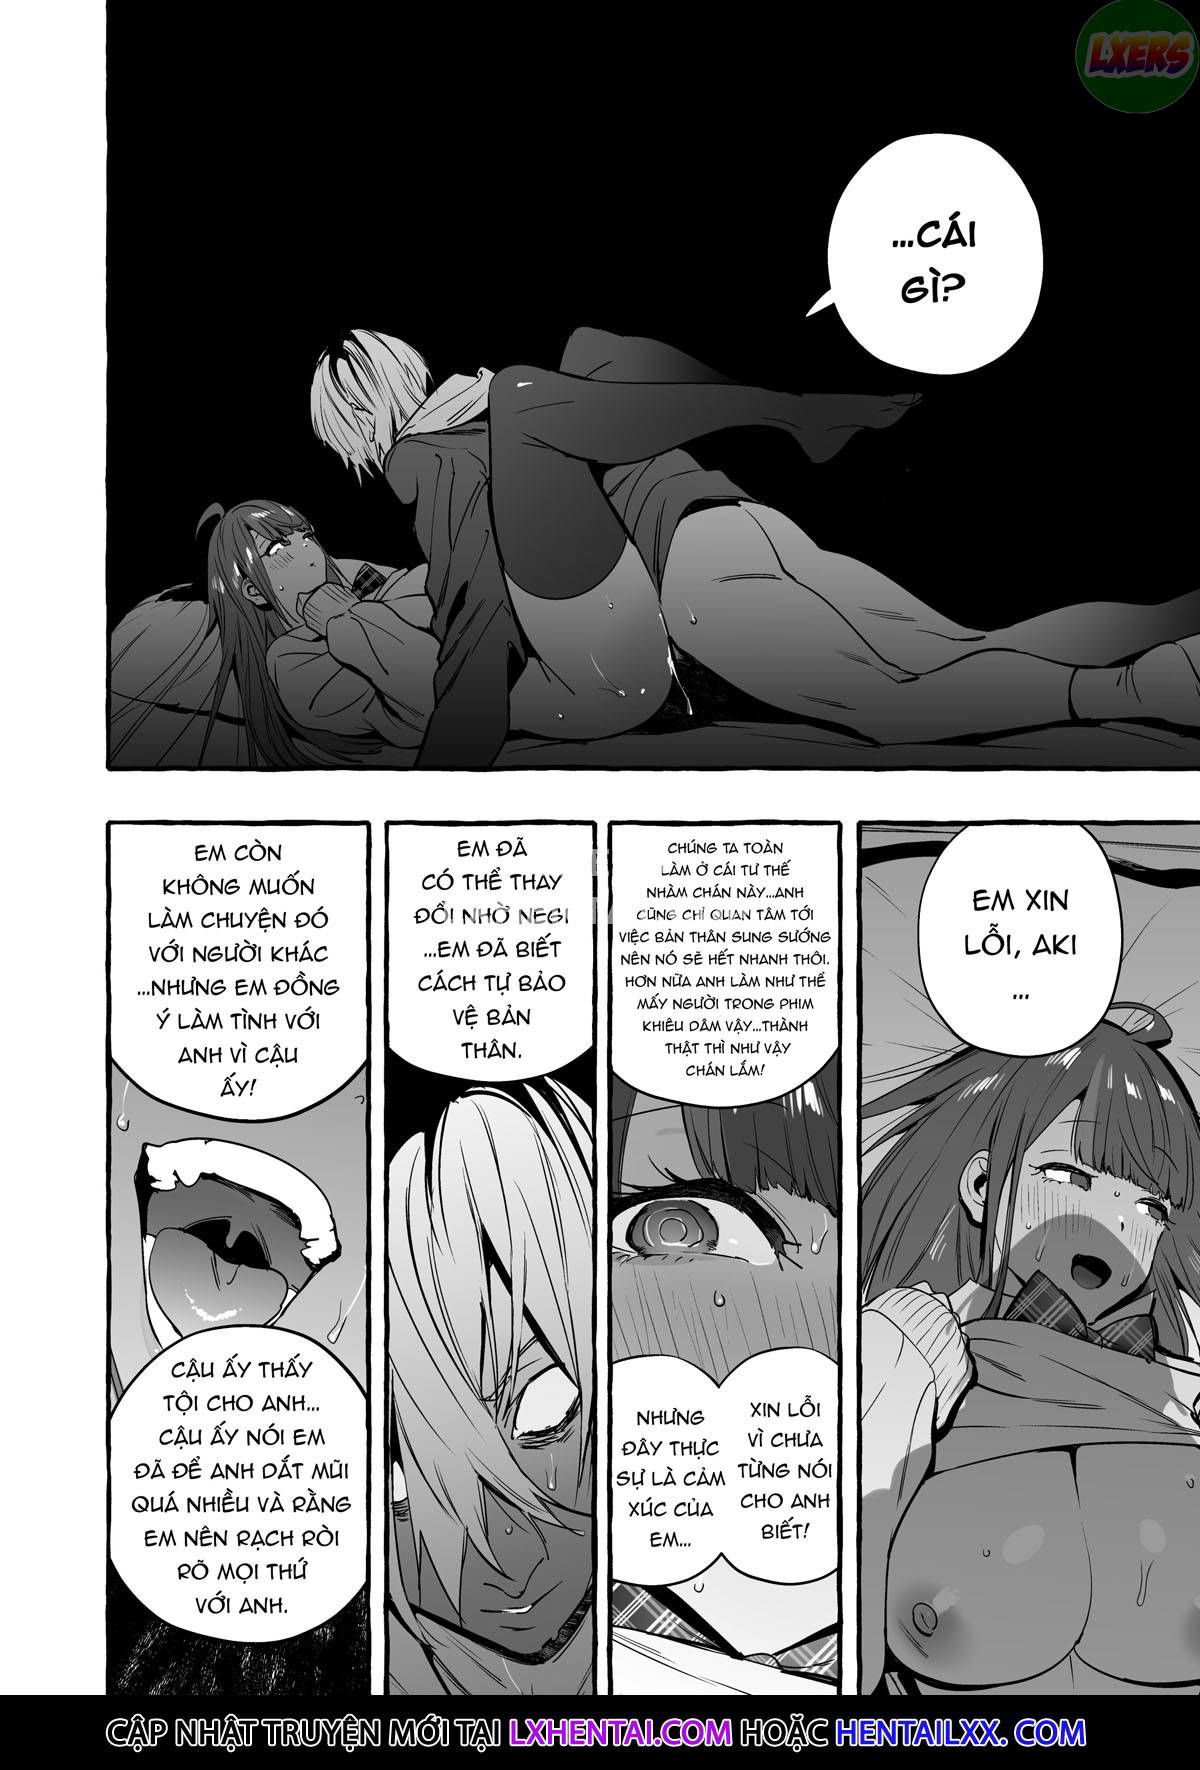 LXERS
...CÁI
GÌ?
EM XIN
LỖI, AKI
...
CHÚNG TA TOÀN
LÀM Ở CÁI TƯ THẾ
NHÀM CHÁN NÀY...ANH
CŨNG CHỈ QUAN TÂM TỚI
VIỆC BẢN THÂN SUNG SƯỚNG
NÊN NÓ SẼ HẾT NHANH THÔI.
HƠN NỮA ANH LÀM NHƯ THỂ
MẤY NGƯỜI TRONG PHIM
KHIÊU DÂM VẬY...THÀNH
THẬT THÌ NHƯ VẬY
CHÁN LẮM!
XIN LỖI
VÌ CHƯA
TỪNG NÓI
CHO ANH
BIẾT!
NHƯNG
ĐÂY THỰC
SỰ LÀ CẢM
XÚC CỦA
EM...
EM ĐÃ
CÓ THỂ THAY
ĐỔI NHỜ NEGI
...EM ĐÃ BIẾT
CÁCH TỰ BẢO
VỆ BẢN
THÂN.
EM CÒN
KHÔNG MUỐN
LÀM CHUYỆN ĐÓ
VỚI NGƯỜI KHÁC
...NHƯNG EM ĐỒNG
Ý LÀM TÌNH VỚI
ANH VÌ CẬU
ẤY!
CẬU ẤY THẤY
TỘI CHO ANH...
CẬU ẤY NÓI EM
ĐÃ ĐỂ ANH DẮT MŨI
QUÁ NHIỀU VÀ RẰNG
EM NÊN RẠCH RÒI
RÕ MỌI THỨ
VỚI ANH.
CẬP NHẬT TRUYỆN MỚI TẠI LXHENTAI.COM HOẶC HENTAILXX. COM